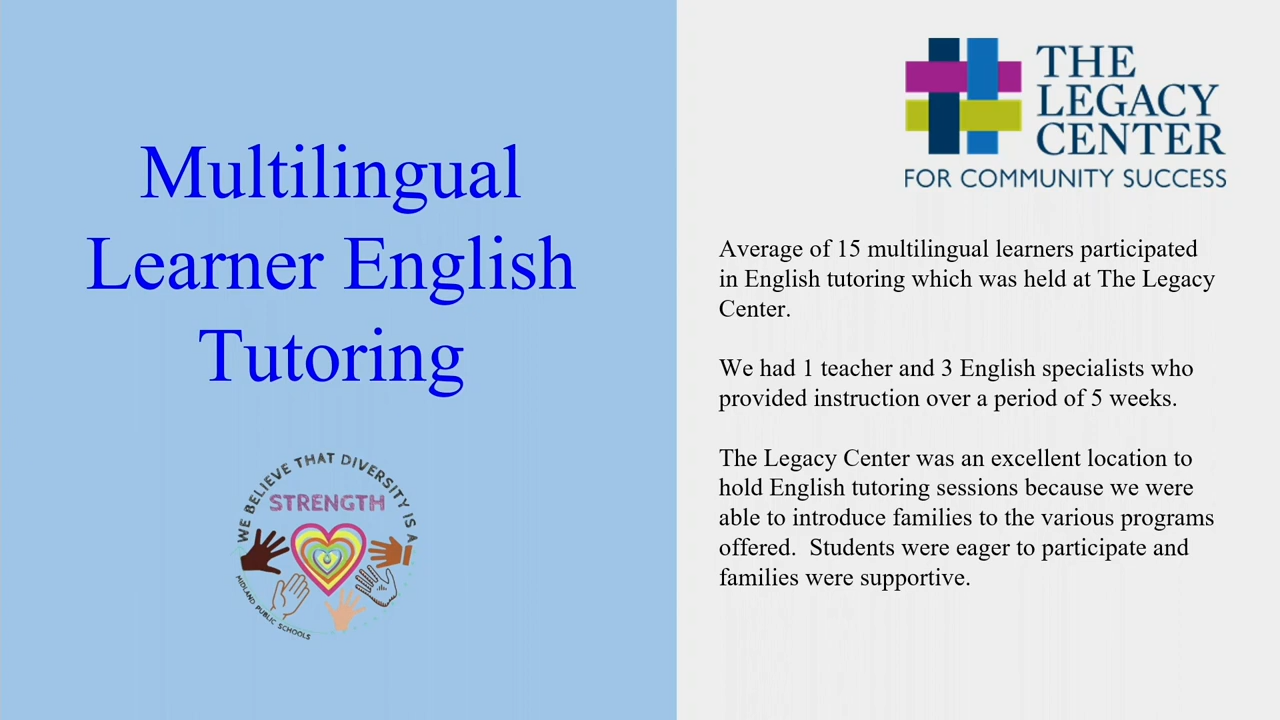 Multilingual
Learner English
Tutoring
WE BELIEVE THAT DIVERSITY IS A
STRENGTH
MIDLAND PUBLIC SCHOOLS
THE
LEGACY
CENTER
FOR COMMUNITY SUCCESS
Average of 15 multilingual learners participated
in English tutoring which was held at The Legacy
Center.
We had 1 teacher and 3 English specialists who
provided instruction over a period of 5 weeks.
The Legacy Center was an excellent location to
hold English tutoring sessions because we were
able to introduce families to the various programs
offered.  Students were eager to participate and
families were supportive.